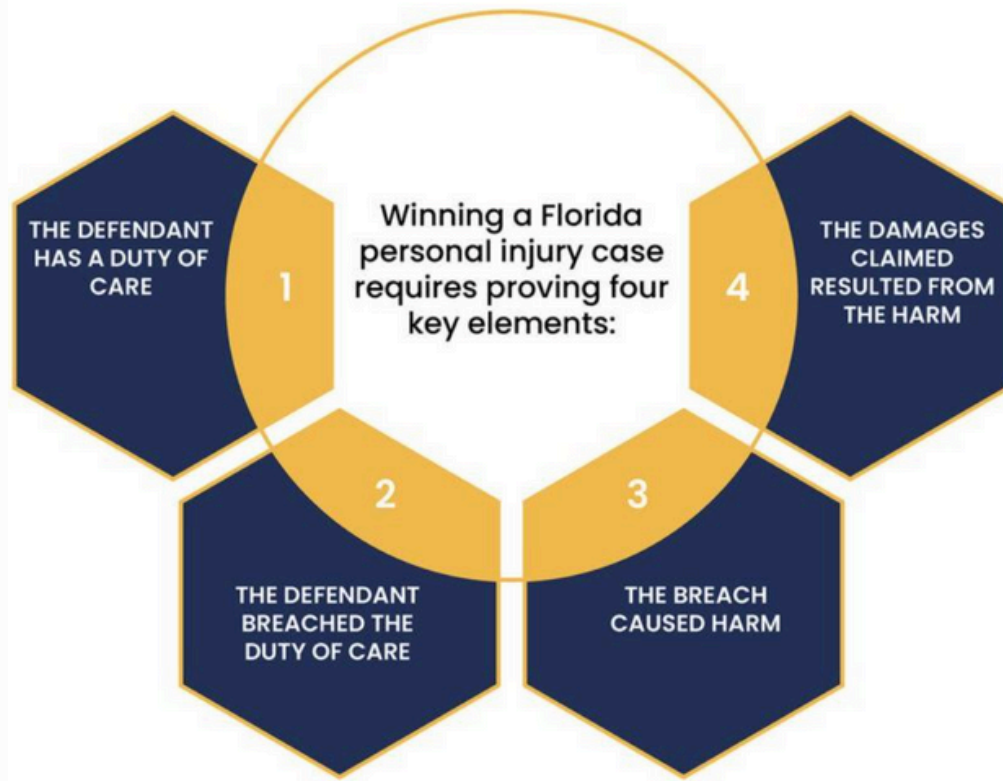 Winning a Florida
personal injury case
requires proving four
key elements:
1
THE DEFENDANT
HAS A DUTY OF
CARE
2
THE DEFENDANT
BREACHED THE
DUTY OF CARE
3
THE BREACH
CAUSED HARM
4
THE DAMAGES
CLAIMED
RESULTED FROM
THE HARM